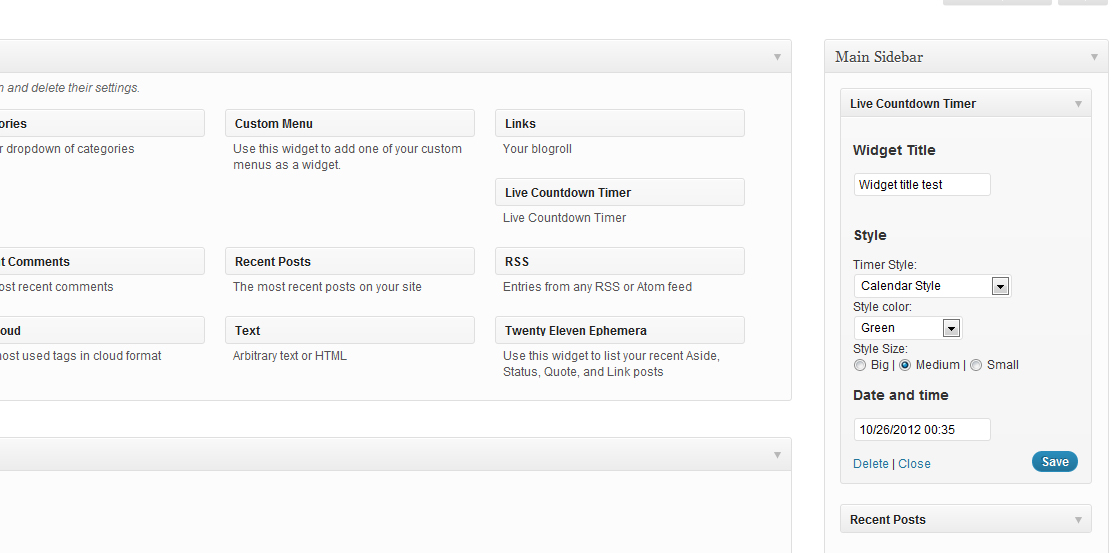 n and delete their settings.
ories
r dropdown of categories
Custom Menu
Use this widget to add one of your custom
menus as a widget.
Links
Your blogroll
Live Countdown Timer
Live Countdown Timer
t Comments
ost recent comments
Recent Posts
The most recent posts on your site
RSS
Entries from any RSS or Atom feed
loud
nost used tags in cloud format
Text
Arbitrary text or HTML
Twenty Eleven Ephemera
Use this widget to list your recent Aside,
Status, Quote, and Link posts
Main Sidebar
Live Countdown Timer
Widget Title
Widget title test
Style
Timer Style:
Calendar Style
Style color:
Green
Style Size:
Big | Medium | Small
Date and time
10/26/2012 00:35
Delete | Close
Save
Recent Posts